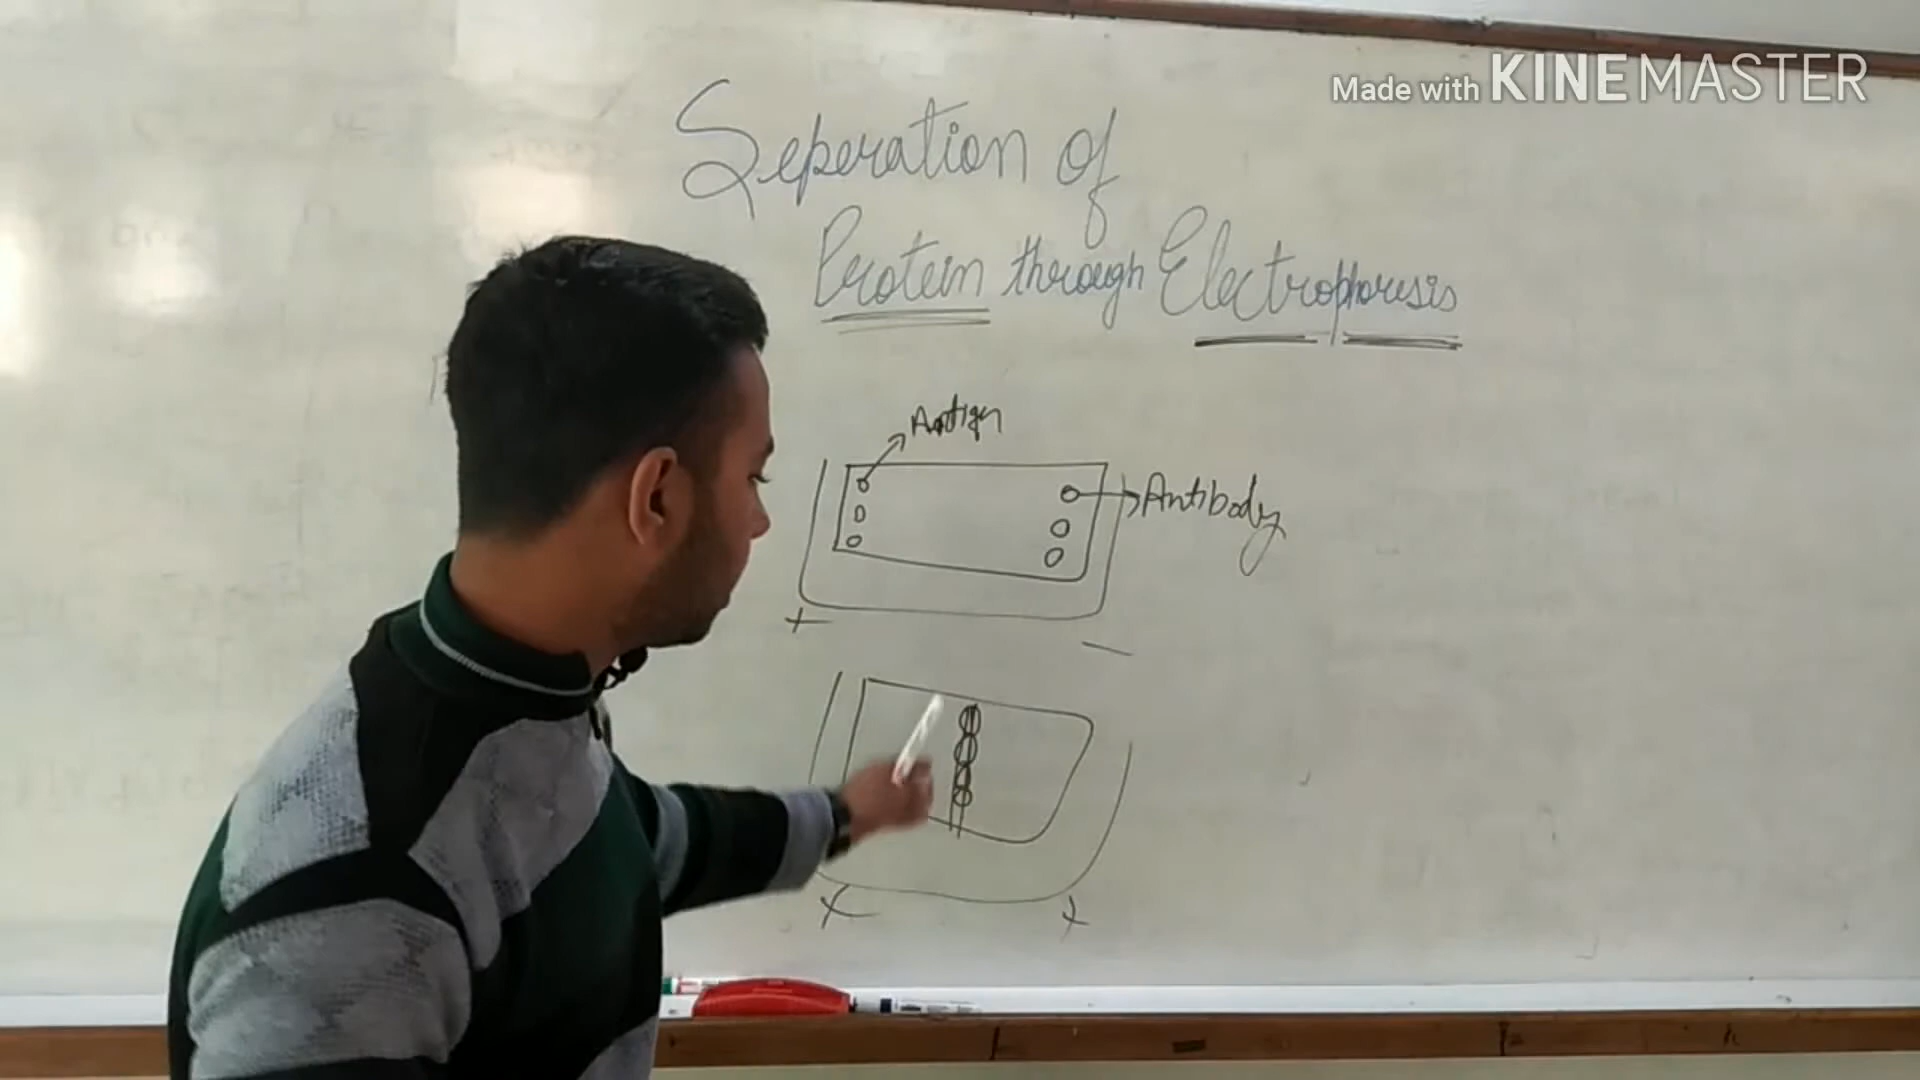 Made with KINEMASTER
Seperation of
Protein through Electrophoresis
Antigen
Antibody
+
-
+
+